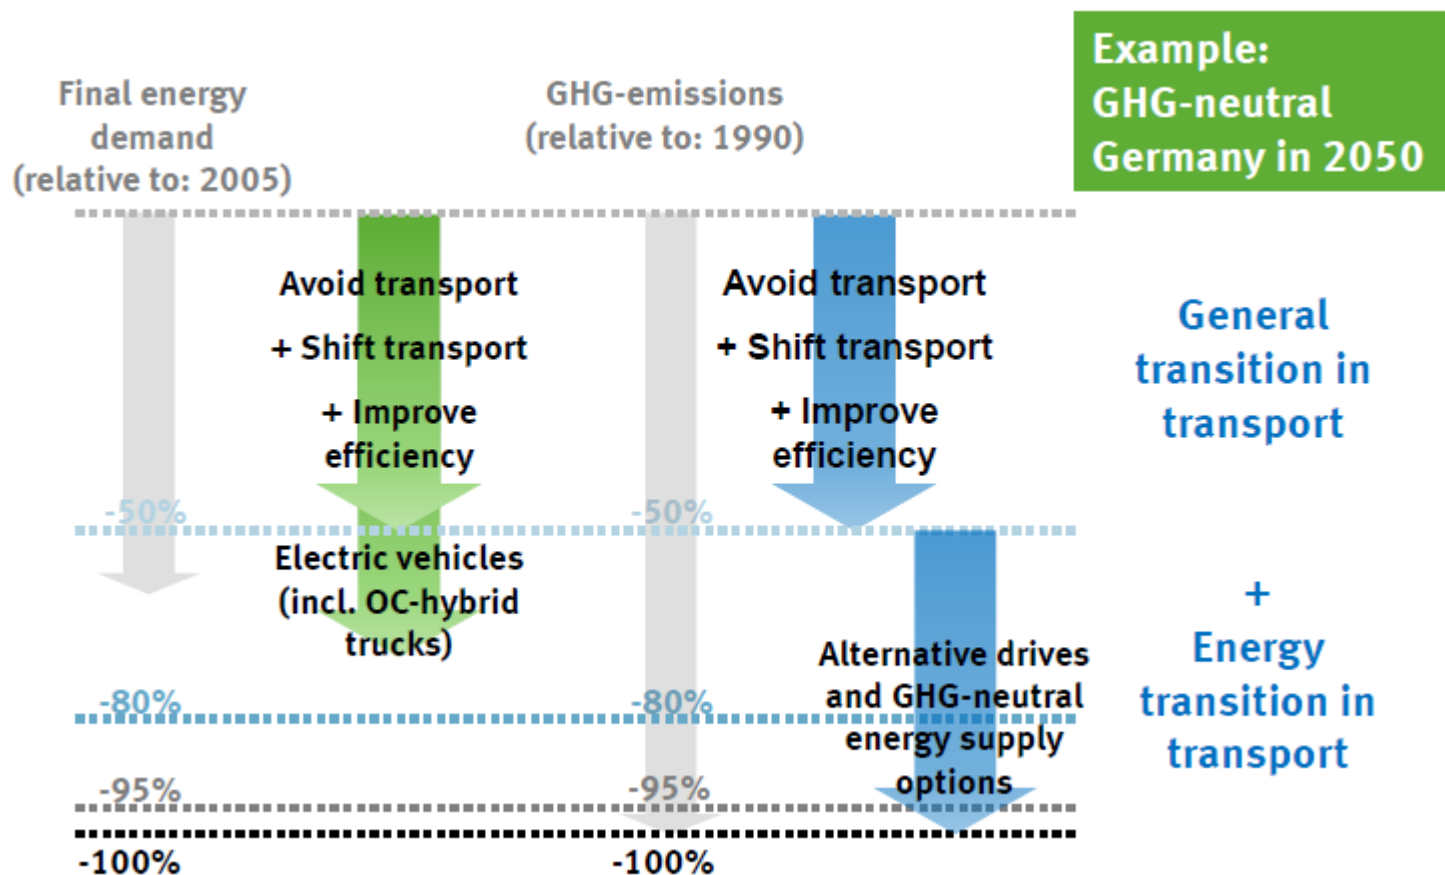 Example:
GHG-neutral
Germany in 2050
Final energy
demand
(relative to: 2005)
GHG-emissions
(relative to: 1990)
Avoid transport
+ Shift transport
+ Improve
efficiency
Avoid transport
+ Shift transport
+ Improve
efficiency
General
transition in
transport
-50%
-50%
Electric vehicles
(incl. OC-hybrid
trucks)
+
Energy
transition in
transport
Alternative drives
and GHG-neutral
energy supply
options
-80%
-80%
-95%
-95%
-100%
-100%